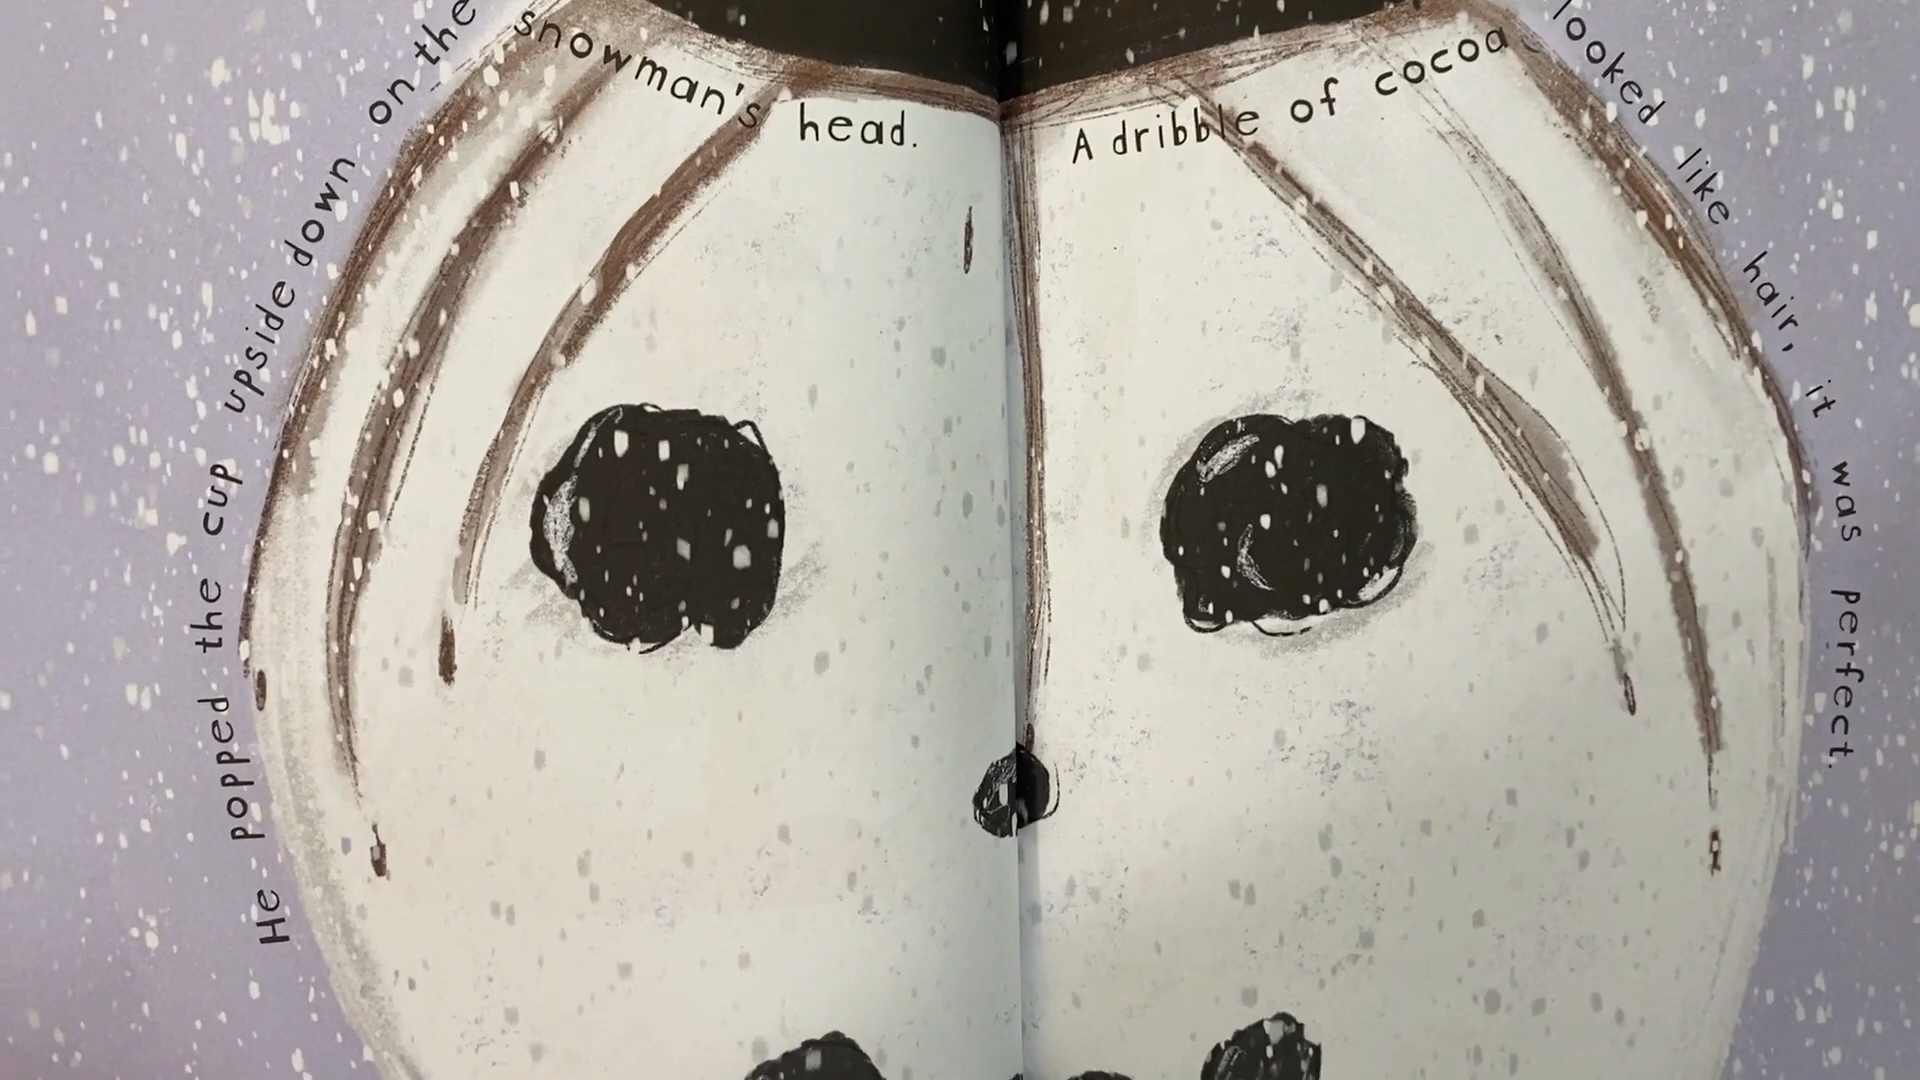 He popped the cup upside down on the snowman's head.
A dribble of cocoa looked like hair, it was perfect.